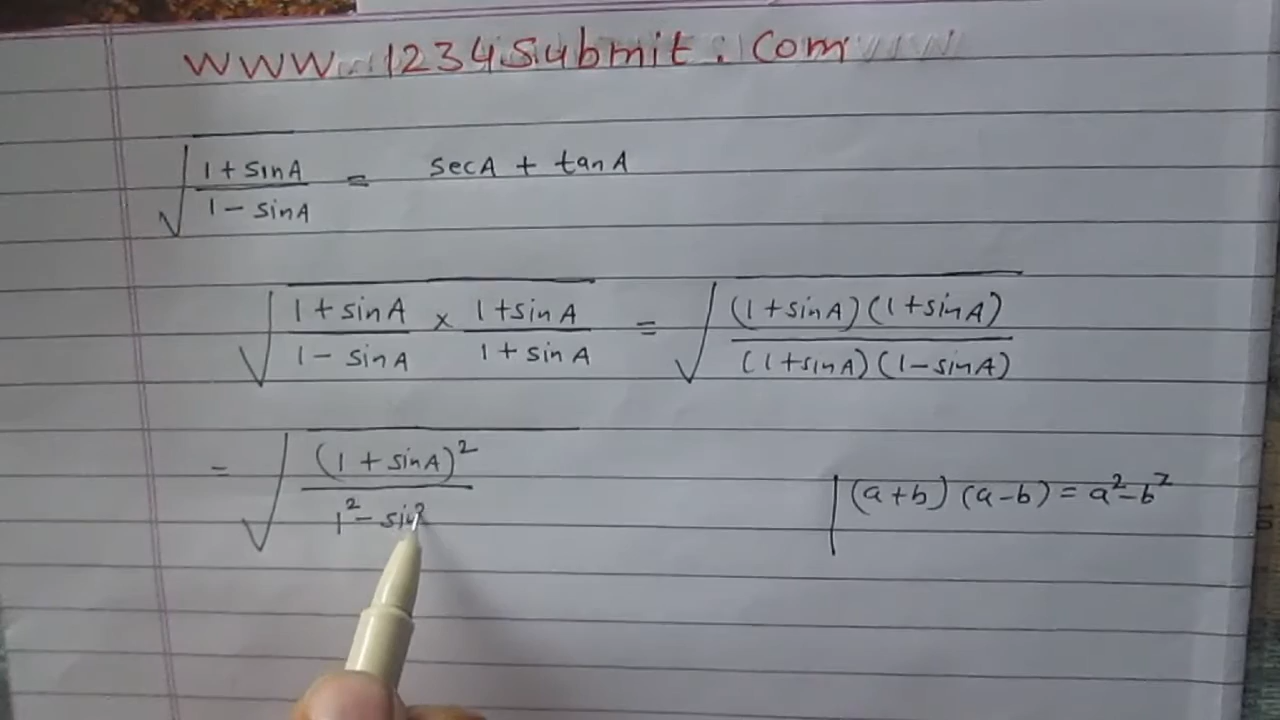 www.1234submit.com
√((1 + sinA)/(1 - sinA)) = secA + tanA
√((1 + sinA)/(1 - sinA) × (1 + sinA)/(1 + sinA)) = √(((1 + sinA)(1 + sinA))/((1 + sinA)(1 - sinA)))
= √((1 + sinA)²/(1² - sin²
(a+b)(a-b) = a²-b²